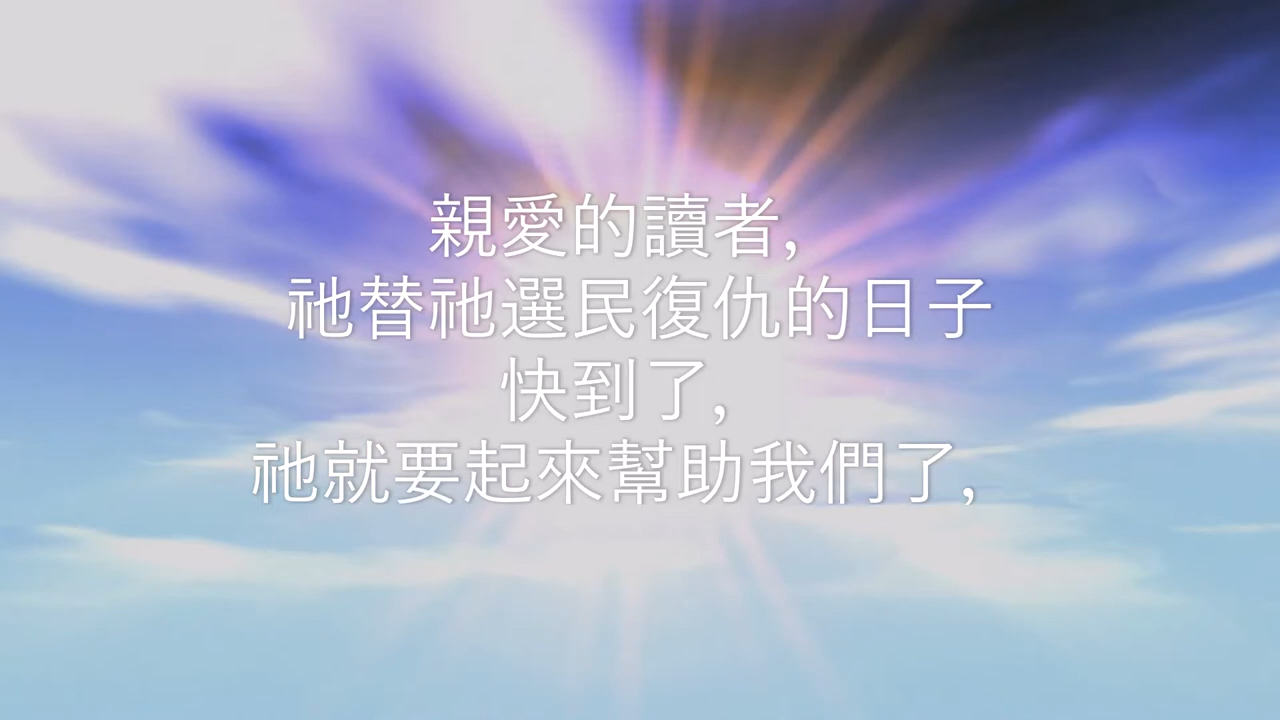 親愛的讀者,
祂替祂選民復仇的日子
快到了,
祂就要起來幫助我們了,